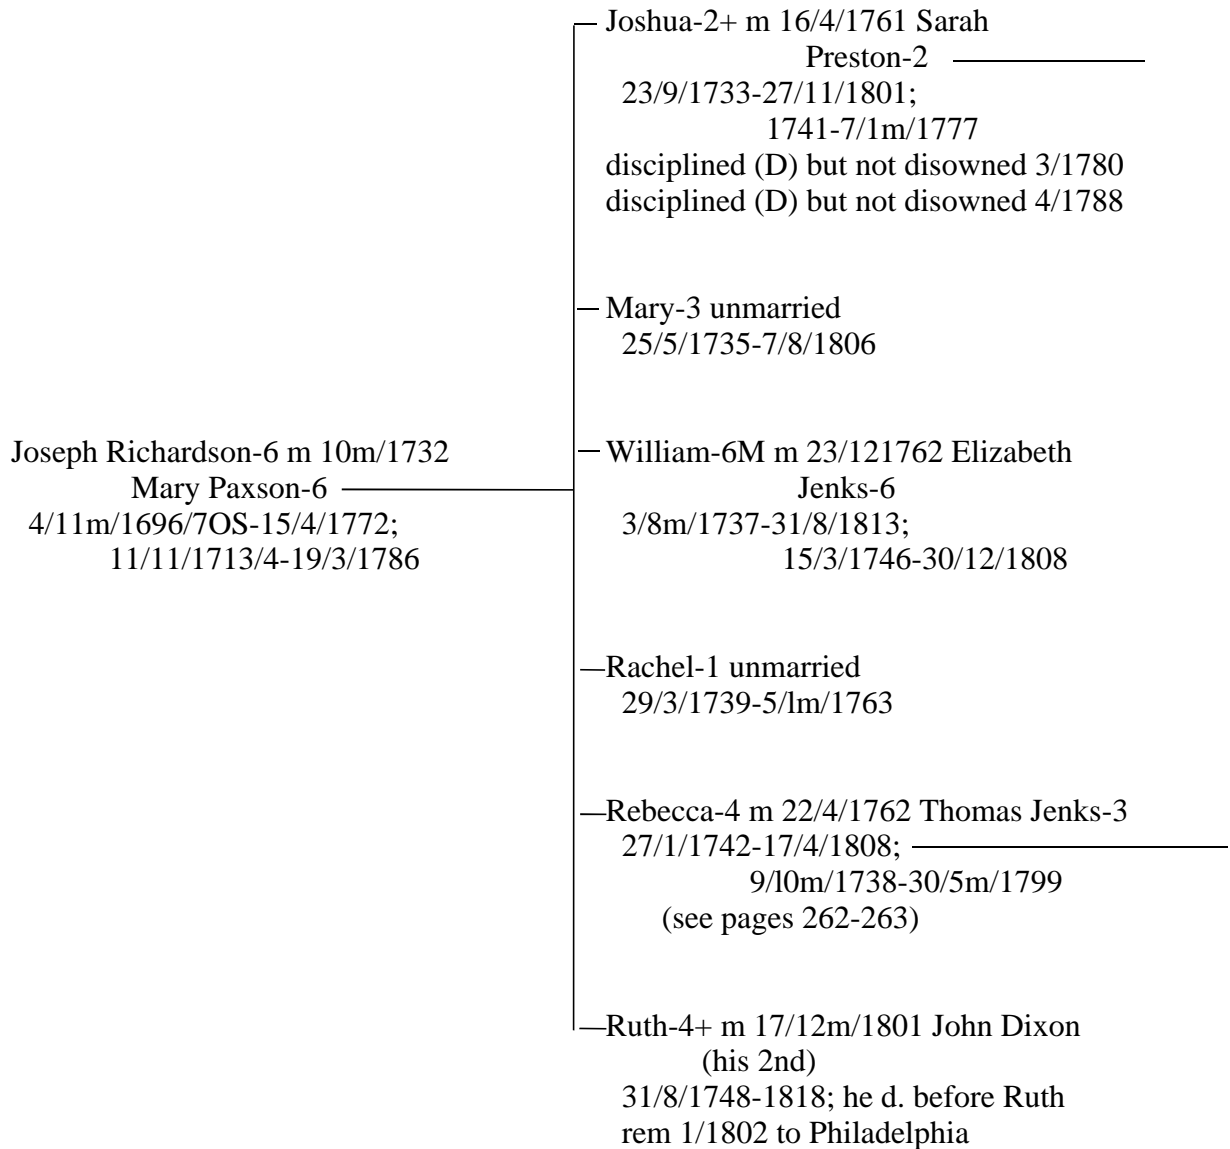 Joshua-2+ m 16/4/1761 Sarah
Preston-2
23/9/1733-27/11/1801;
1741-7/1m/1777
disciplined (D) but not disowned 3/1780
disciplined (D) but not disowned 4/1788
Mary-3 unmarried
25/5/1735-7/8/1806
Joseph Richardson-6 m 10m/1732
Mary Paxson-6
4/11m/1696/7OS-15/4/1772;
11/11/1713/4-19/3/1786
William-6M m 23/121762 Elizabeth
Jenks-6
3/8m/1737-31/8/1813;
15/3/1746-30/12/1808
Rachel-1 unmarried
29/3/1739-5/lm/1763
Rebecca-4 m 22/4/1762 Thomas Jenks-3
27/1/1742-17/4/1808;
9/l0m/1738-30/5m/1799
(see pages 262-263)
Ruth-4+ m 17/12m/1801 John Dixon
(his 2nd)
31/8/1748-1818; he d. before Ruth
rem 1/1802 to Philadelphia